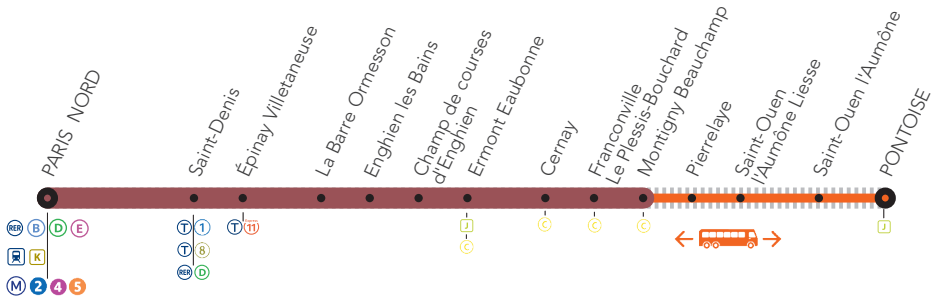 PARIS NORD
Saint-Denis
Épinay Villetaneuse
La Barre Ormesson
Enghien les Bains
Champ de courses
d'Enghien
Ermont Eaubonne
Cernay
Franconville
Le Plessis-Bouchard
Montigny Beauchamp
Pierrelaye
Saint-Ouen
l'Aumône Liesse
Saint-Ouen l'Aumône
PONTOISE
RER B D E
K
M 2 4 5
T 1
T 8
RER D
T 11
J
C
C
C
C
J